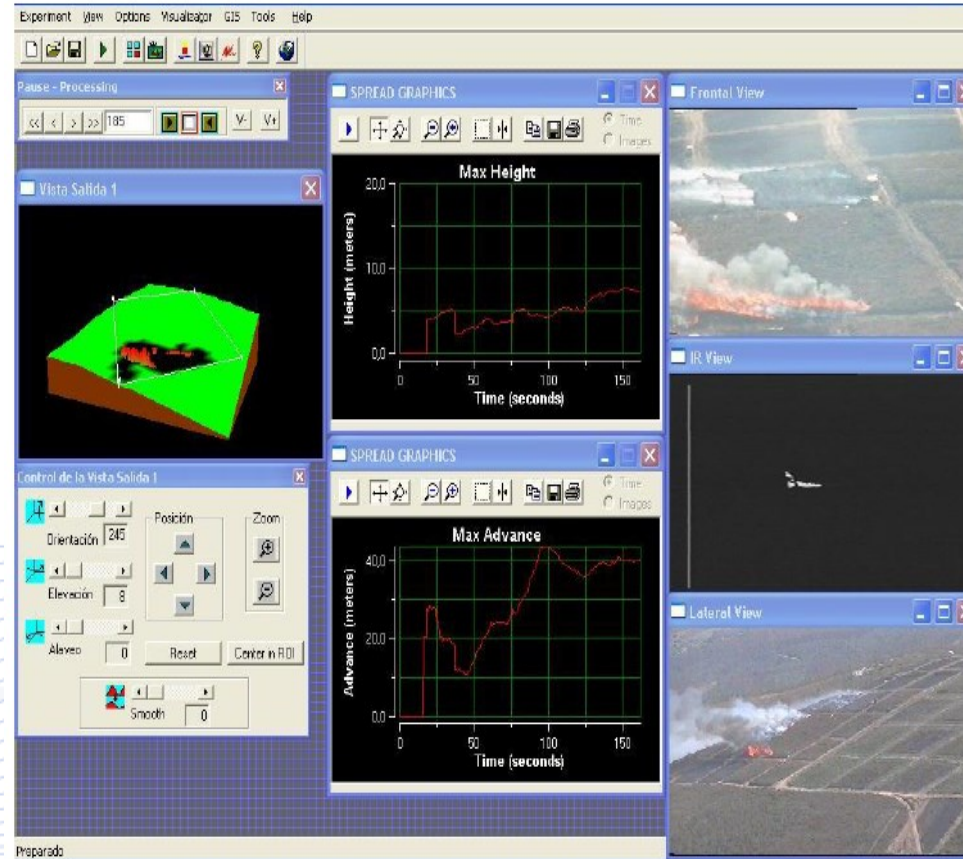 Experiment View Options Visualizator GIS Tools Help
Pause - Processing
<< < > >> 185 V- V+
Vista Salida 1
Control de la Vista Salida 1
Orientación 245
Elevación 8
Alaveo 0
Posición
Zoom
Reset Center in ROI
Smooth 0
SPREAD GRAPHICS
Time
Images
Max Height
Height (meters)
20,0
10,0
0,0
0 50 100 150
Time (seconds)
SPREAD GRAPHICS
Time
Images
Max Advance
Advance (meters)
40,0
20,0
0,0
0 50 100 150
Time (seconds)
Frontal View
IR View
Lateral View
Preparado